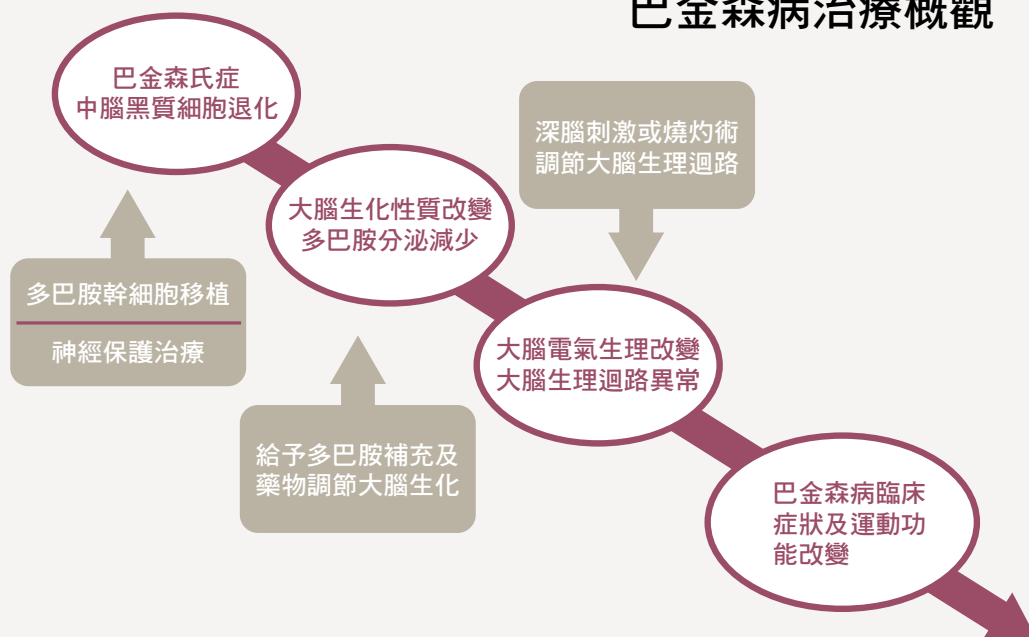 巴金森病治療概觀
巴金森氏症
中腦黑質細胞退化
深腦刺激或燒灼術
調節大腦生理迴路
大腦生化性質改變
多巴胺分泌減少
多巴胺幹細胞移植
神經保護治療
大腦電氣生理改變
大腦生理迴路異常
給予多巴胺補充及
藥物調節大腦生化
巴金森病臨床
症狀及運動功
能改變